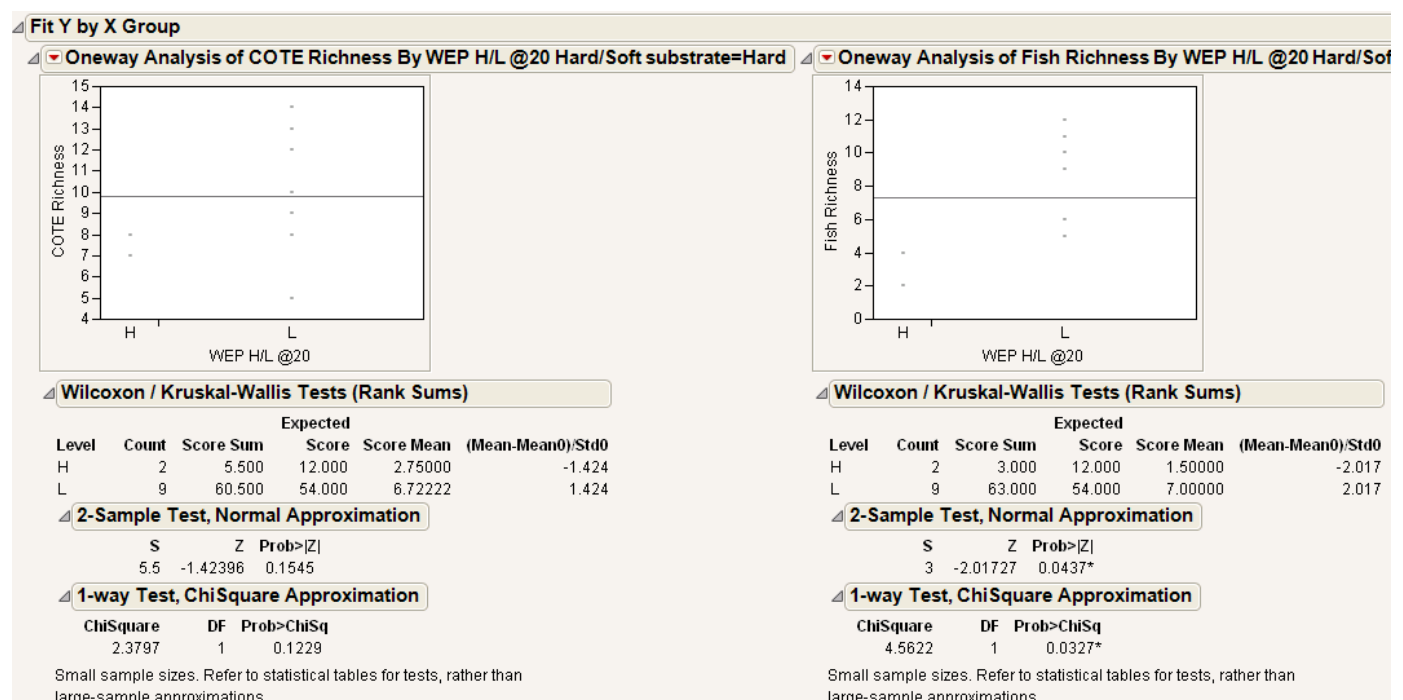 Fit Y by X Group
Oneway Analysis of COTE Richness By WEP H/L @20 Hard/Soft substrate=Hard
15
14
13
12
11
10
9
8
7
6
5
4
COTE Richness
H L
WEP H/L @20
Wilcoxon / Kruskal-Wallis Tests (Rank Sums)
Expected
Level Count Score Sum Score Score Mean (Mean-Mean0)/Std0
H 2 5.500 12.000 2.75000 -1.424
L 9 60.500 54.000 6.72222 1.424
2-Sample Test, Normal Approximation
S Z Prob>|Z|
5.5 -1.42396 0.1545
1-way Test, ChiSquare Approximation
ChiSquare DF Prob>ChiSq
2.3797 1 0.1229
Small sample sizes. Refer to statistical tables for tests, rather than
large-sample approximations.
Oneway Analysis of Fish Richness By WEP H/L @20 Hard/Sof
14
12
10
8
6
4
2
0
Fish Richness
H L
WEP H/L @20
Wilcoxon / Kruskal-Wallis Tests (Rank Sums)
Expected
Level Count Score Sum Score Score Mean (Mean-Mean0)/Std0
H 2 3.000 12.000 1.50000 -2.017
L 9 63.000 54.000 7.00000 2.017
2-Sample Test, Normal Approximation
S Z Prob>|Z|
3 -2.01727 0.0437*
1-way Test, ChiSquare Approximation
ChiSquare DF Prob>ChiSq
4.5622 1 0.0327*
Small sample sizes. Refer to statistical tables for tests, rather than
large-sample approximations.